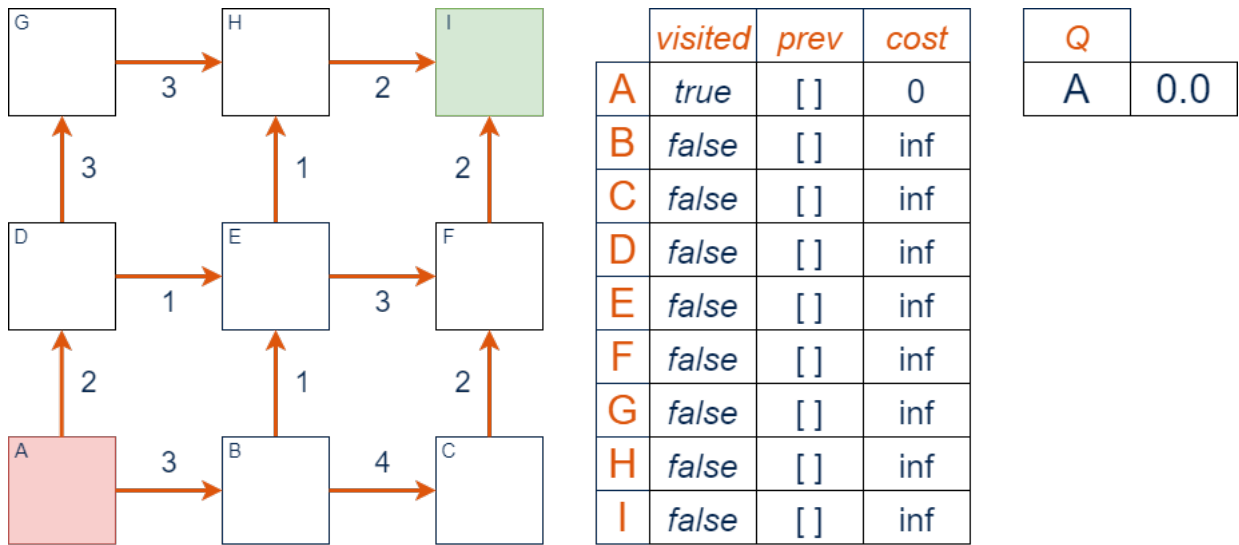 G H I
3 2
3 1 2
D E F
1 3
2 1 2
A B C
3 4
visited prev cost
A true [ ] 0
B false [ ] inf
C false [ ] inf
D false [ ] inf
E false [ ] inf
F false [ ] inf
G false [ ] inf
H false [ ] inf
I false [ ] inf
Q
A 0.0